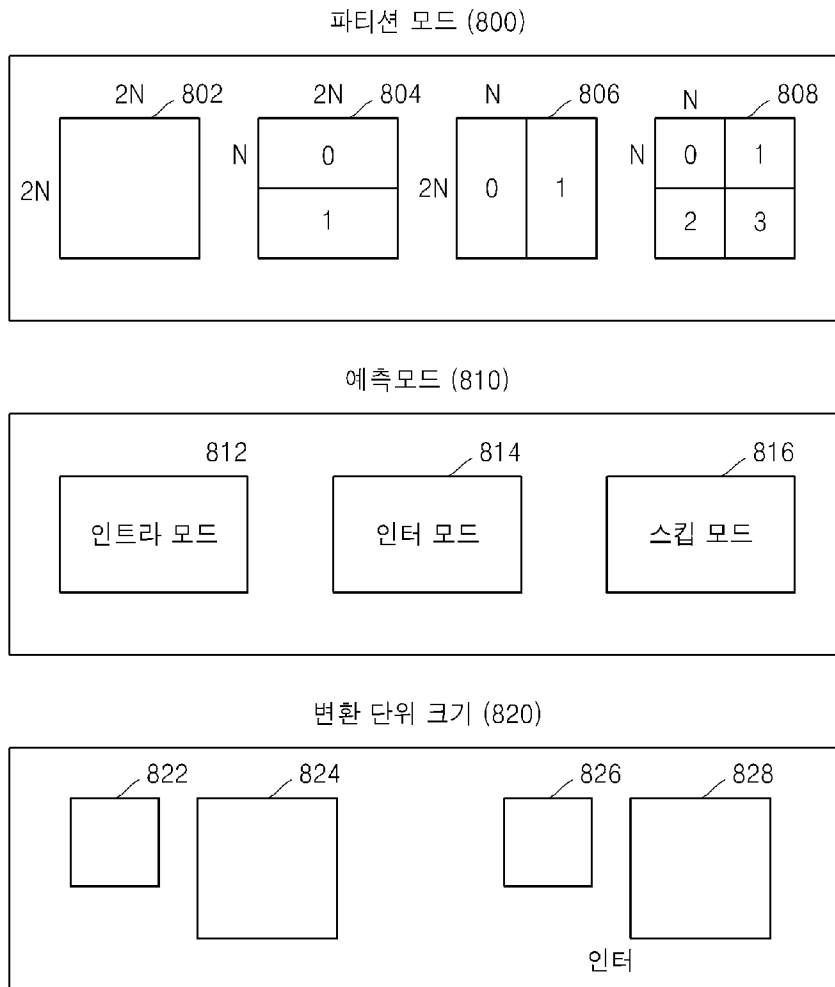 파티션 모드 (800)
2N 802 2N 804 N 806 N 808
N 0 N 0 1
2N 2N 0 1
1 2 3
예측모드 (810)
812 814 816
인트라 모드 인터 모드 스킵 모드
변환 단위 크기 (820)
822 824 826 828
인터